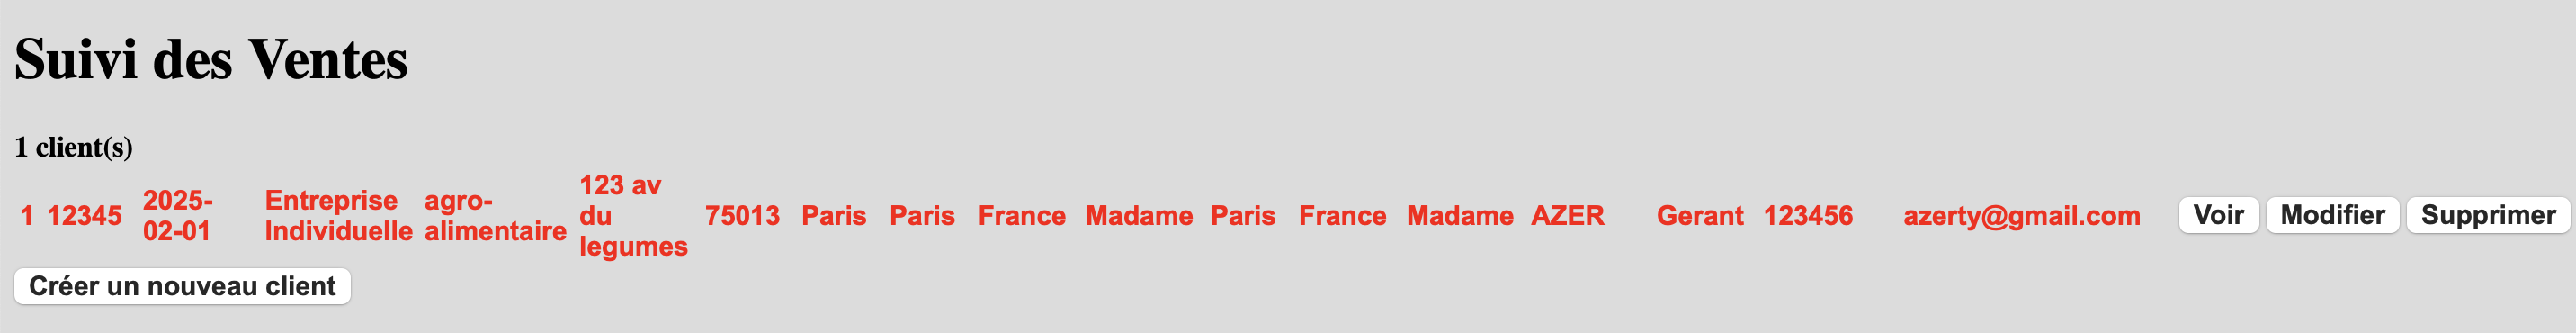 Suivi des Ventes
1 client(s)
1 12345 2025-02-01 Entreprise Individuelle agro-alimentaire 123 av du legumes 75013 Paris Paris France Madame Paris France Madame AZER Gerant 123456 azerty@gmail.com Voir Modifier Supprimer
Créer un nouveau client